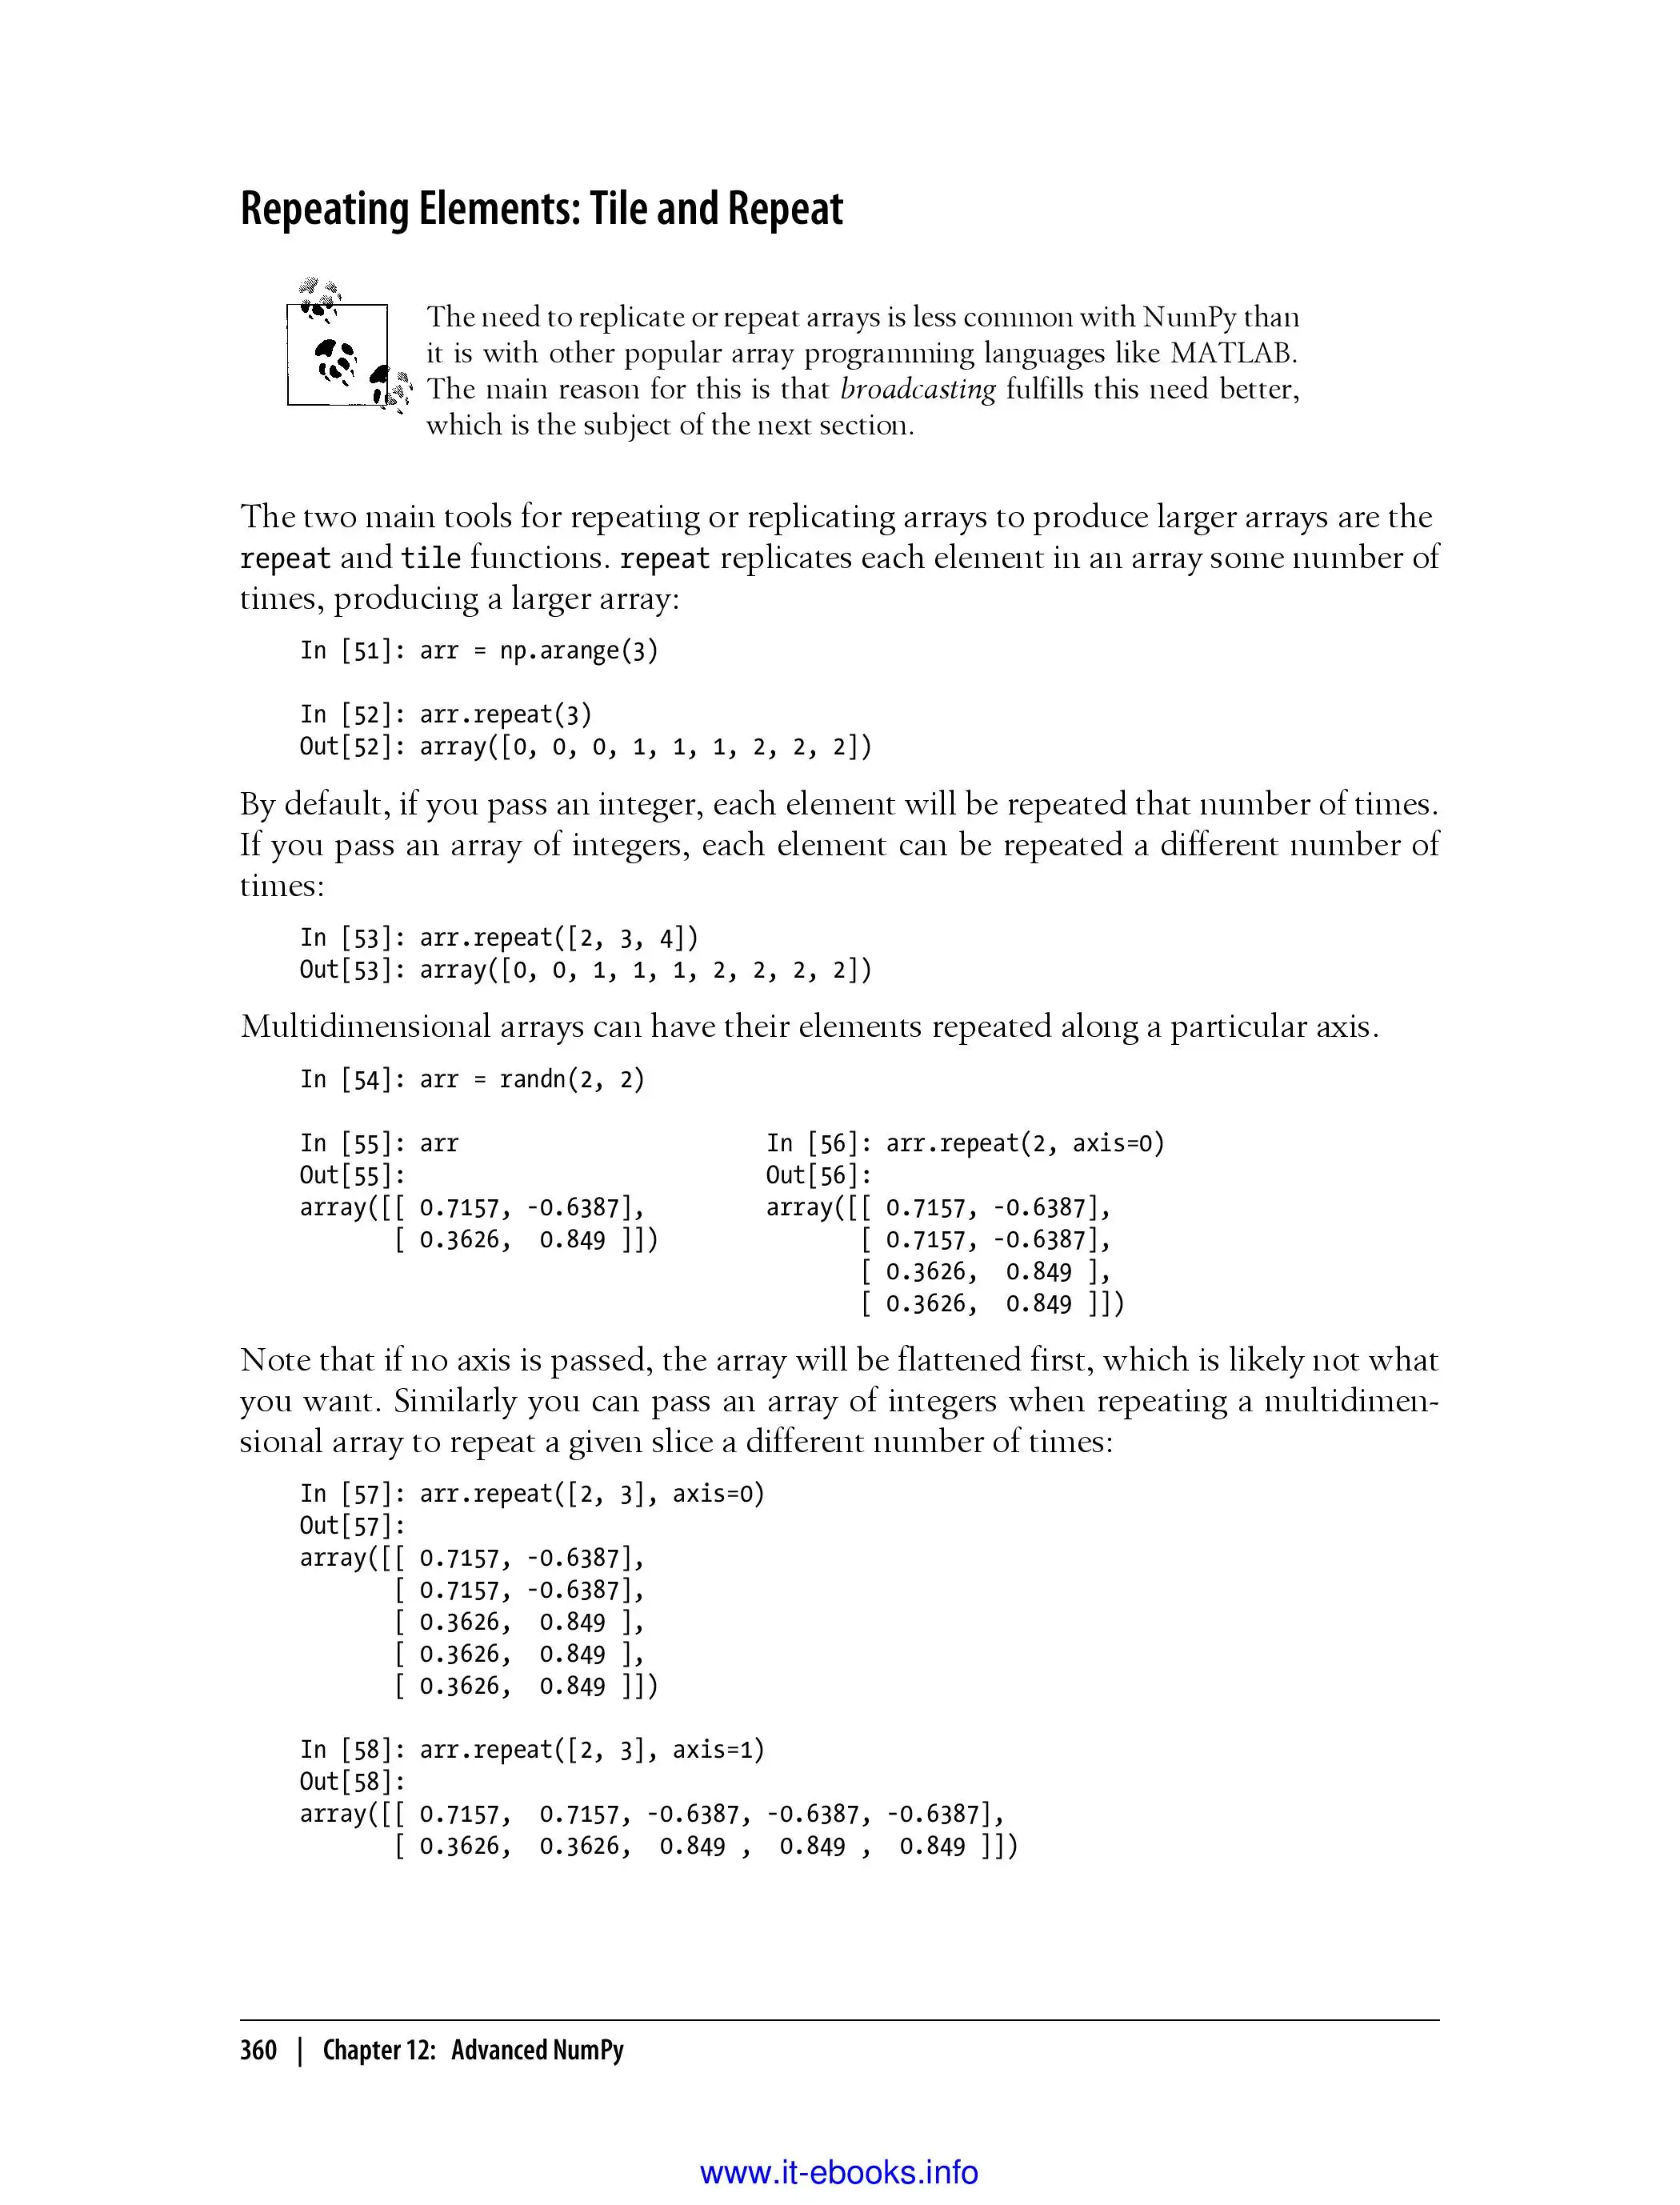 Repeating Elements: Tile and Repeat
The need to replicate or repeat arrays is less common with NumPy than
it is with other popular array programming languages like MATLAB.
The main reason for this is that broadcasting fulfills this need better,
which is the subject of the next section.
The two main tools for repeating or replicating arrays to produce larger arrays are the
repeat and tile functions. repeat replicates each element in an array some number of
times, producing a larger array:
In [51]: arr = np.arange(3)
In [52]: arr.repeat(3)
Out[52]: array([0, 0, 0, 1, 1, 1, 2, 2, 2])
By default, if you pass an integer, each element will be repeated that number of times.
If you pass an array of integers, each element can be repeated a different number of
times:
In [53]: arr.repeat([2, 3, 4])
Out[53]: array([0, 0, 1, 1, 1, 2, 2, 2, 2])
Multidimensional arrays can have their elements repeated along a particular axis.
In [54]: arr = randn(2, 2)
In [55]: arr                       In [56]: arr.repeat(2, axis=0)
Out[55]:                           Out[56]:
array([[ 0.7157, -0.6387],         array([[ 0.7157, -0.6387],
       [ 0.3626,  0.849 ]])               [ 0.7157, -0.6387],
                                          [ 0.3626,  0.849 ],
                                          [ 0.3626,  0.849 ]])
Note that if no axis is passed, the array will be flattened first, which is likely not what
you want. Similarly you can pass an array of integers when repeating a multidimen-
sional array to repeat a given slice a different number of times:
In [57]: arr.repeat([2, 3], axis=0)
Out[57]:
array([[ 0.7157, -0.6387],
       [ 0.7157, -0.6387],
       [ 0.3626,  0.849 ],
       [ 0.3626,  0.849 ],
       [ 0.3626,  0.849 ]])
In [58]: arr.repeat([2, 3], axis=1)
Out[58]:
array([[ 0.7157,  0.7157, -0.6387, -0.6387, -0.6387],
       [ 0.3626,  0.3626,  0.849 ,  0.849 ,  0.849 ]])
360 | Chapter 12: Advanced NumPy
www.it-ebooks.info